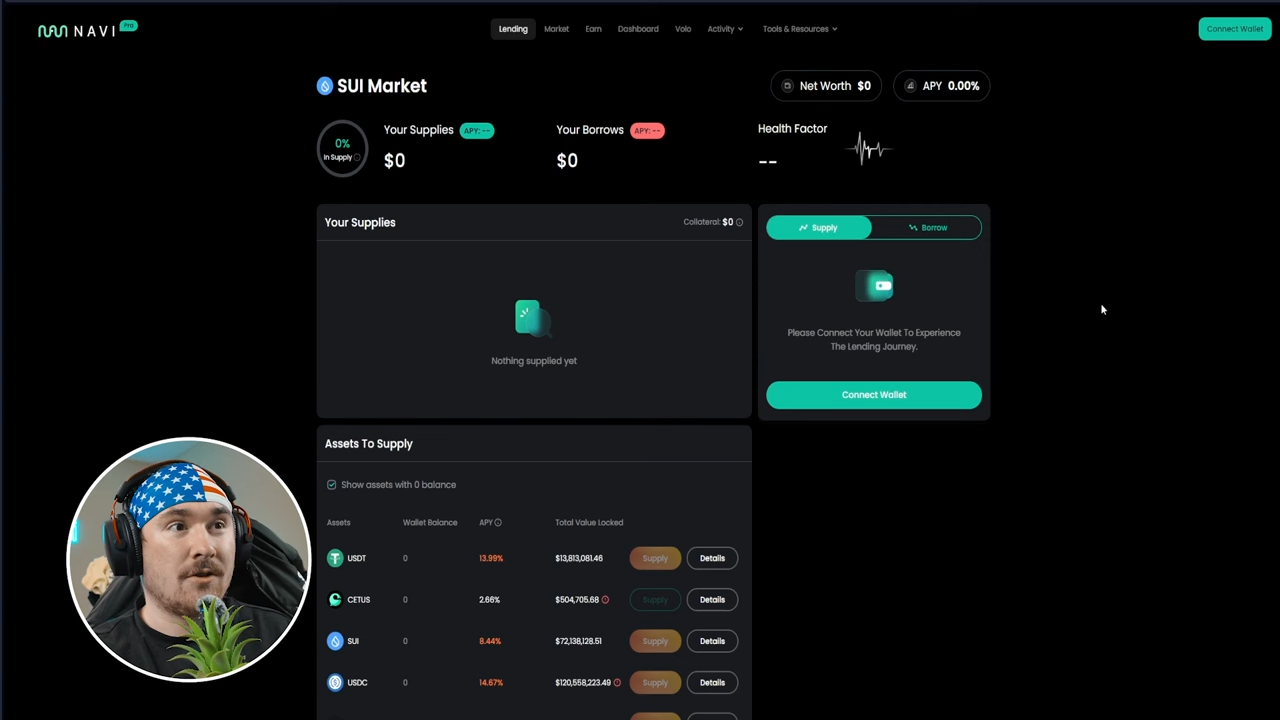 NAVI Pro
Lending Market Earn Dashboard Volo Activity Tools & Resources
Connect Wallet
SUI Market
Net Worth $0
APY 0.00%
0%
In Supply
Your Supplies APY: --
$0
Your Borrows APY: --
$0
Health Factor
--
Your Supplies
Collateral: $0
Nothing supplied yet
Supply Borrow
Please Connect Your Wallet To Experience
The Lending Journey.
Connect Wallet
Assets To Supply
Show assets with 0 balance
Assets Wallet Balance APY Total Value Locked
USDT 0 13.99% $13,813,081.46 Supply Details
CETUS 0 2.66% $504,705.68 Supply Details
SUI 0 8.44% $72,138,128.51 Supply Details
USDC 0 14.67% $120,558,223.49 Supply Details